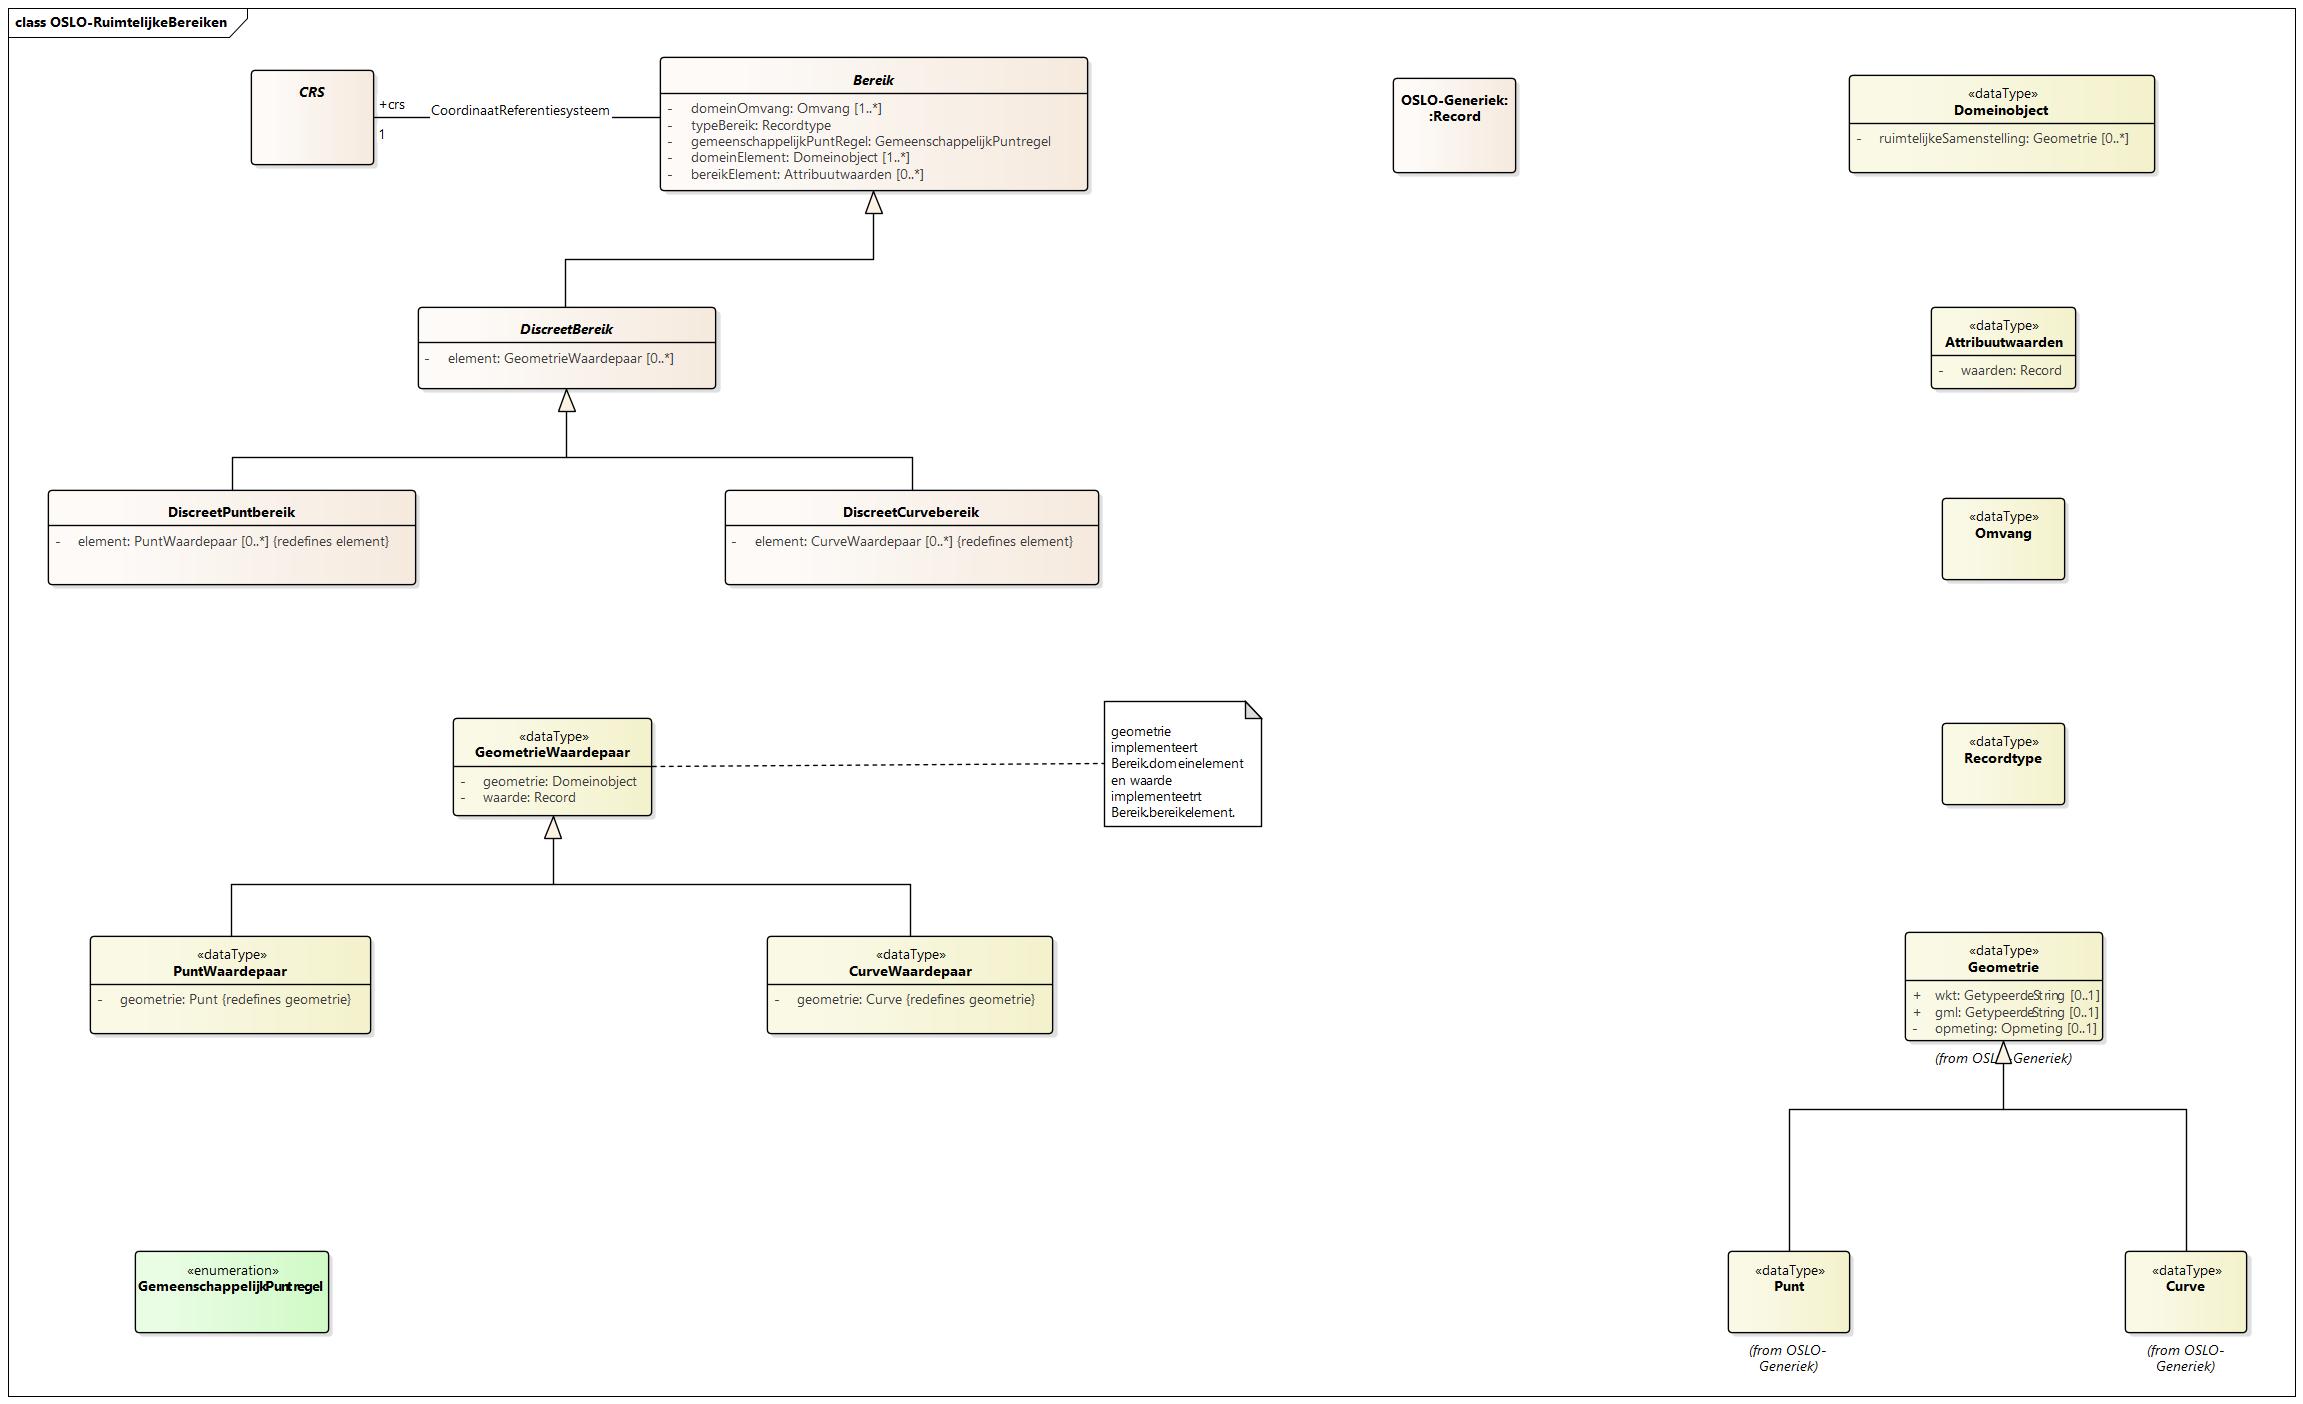 class OSLO-RuimtelijkeBereiken
CRS
+crs
1
CoordinaatReferentiesysteem
Bereik
- domeinOmvang: Omvang [1..*]
- typeBereik: Recordtype
- gemeenschappelijkPuntRegel: GemeenschappelijkPuntregel
- domeinElement: Domeinobject [1..*]
- bereikElement: Attribuutwaarden [0..*]
OSLO-Generiek:
:Record
«dataType»
Domeinobject
- ruimtelijkeSamenstelling: Geometrie [0..*]
DiscreetBereik
- element: GeometrieWaardepaar [0..*]
«dataType»
Attribuutwaarden
- waarden: Record
DiscreetPuntbereik
- element: PuntWaardepaar [0..*] {redefines element}
DiscreetCurvebereik
- element: CurveWaardepaar [0..*] {redefines element}
«dataType»
Omvang
«dataType»
GeometrieWaardepaar
- geometrie: Domeinobject
- waarde: Record
geometrie
implementeert
Bereik.domeinelement
en waarde
implementeetrt
Bereik.bereikelement.
«dataType»
Recordtype
«dataType»
PuntWaardepaar
- geometrie: Punt {redefines geometrie}
«dataType»
CurveWaardepaar
- geometrie: Curve {redefines geometrie}
«dataType»
Geometrie
+ wkt: GetypeerdeString [0..1]
+ gml: GetypeerdeString [0..1]
- opmeting: Opmeting [0..1]
(from OSLO-Generiek)
«enumeration»
GemeenschappelijkPuntregel
«dataType»
Punt
(from OSLO-
Generiek)
«dataType»
Curve
(from OSLO-
Generiek)